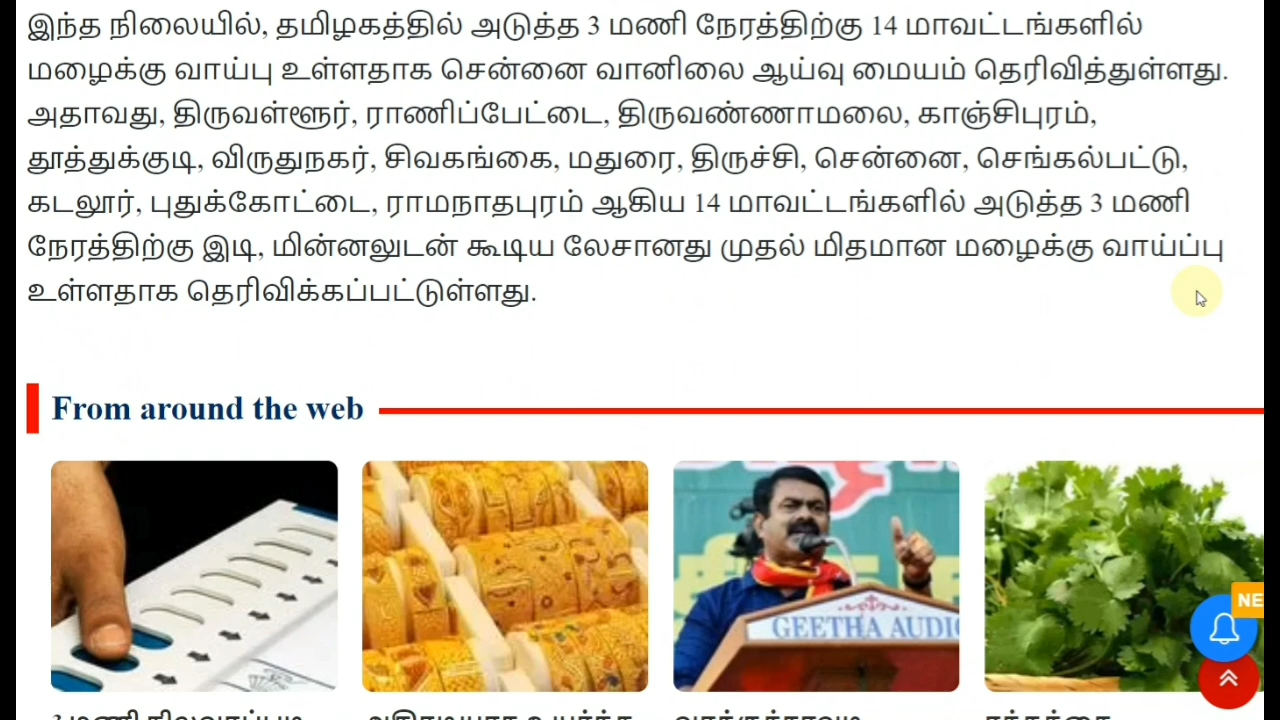 இந்த நிலையில், தமிழகத்தில் அடுத்த 3 மணி நேரத்திற்கு 14 மாவட்டங்களில்
மழைக்கு வாய்பு உள்ளதாக சென்னை வானிலை ஆய்வு மையம் தெரிவித்துள்ளது.
அதாவது, திருவள்ளூர், ராணிப்பேட்டை, திருவண்ணாமலை, காஞ்சிபுரம்,
தூத்துக்குடி, விருதுநகர், சிவகங்கை, மதுரை, திருச்சி, சென்னை, செங்கல்பட்டு,
கடலூர், புதுக்கோட்டை, ராமநாதபுரம் ஆகிய 14 மாவட்டங்களில் அடுத்த 3 மணி
நேரத்திற்கு இடி, மின்னலுடன் கூடிய லேசானது முதல் மிதமான மழைக்கு வாய்ப்பு
உள்ளதாக தெரிவிக்கப்பட்டுள்ளது.
From around the web
GEETHA AUDIO
NE